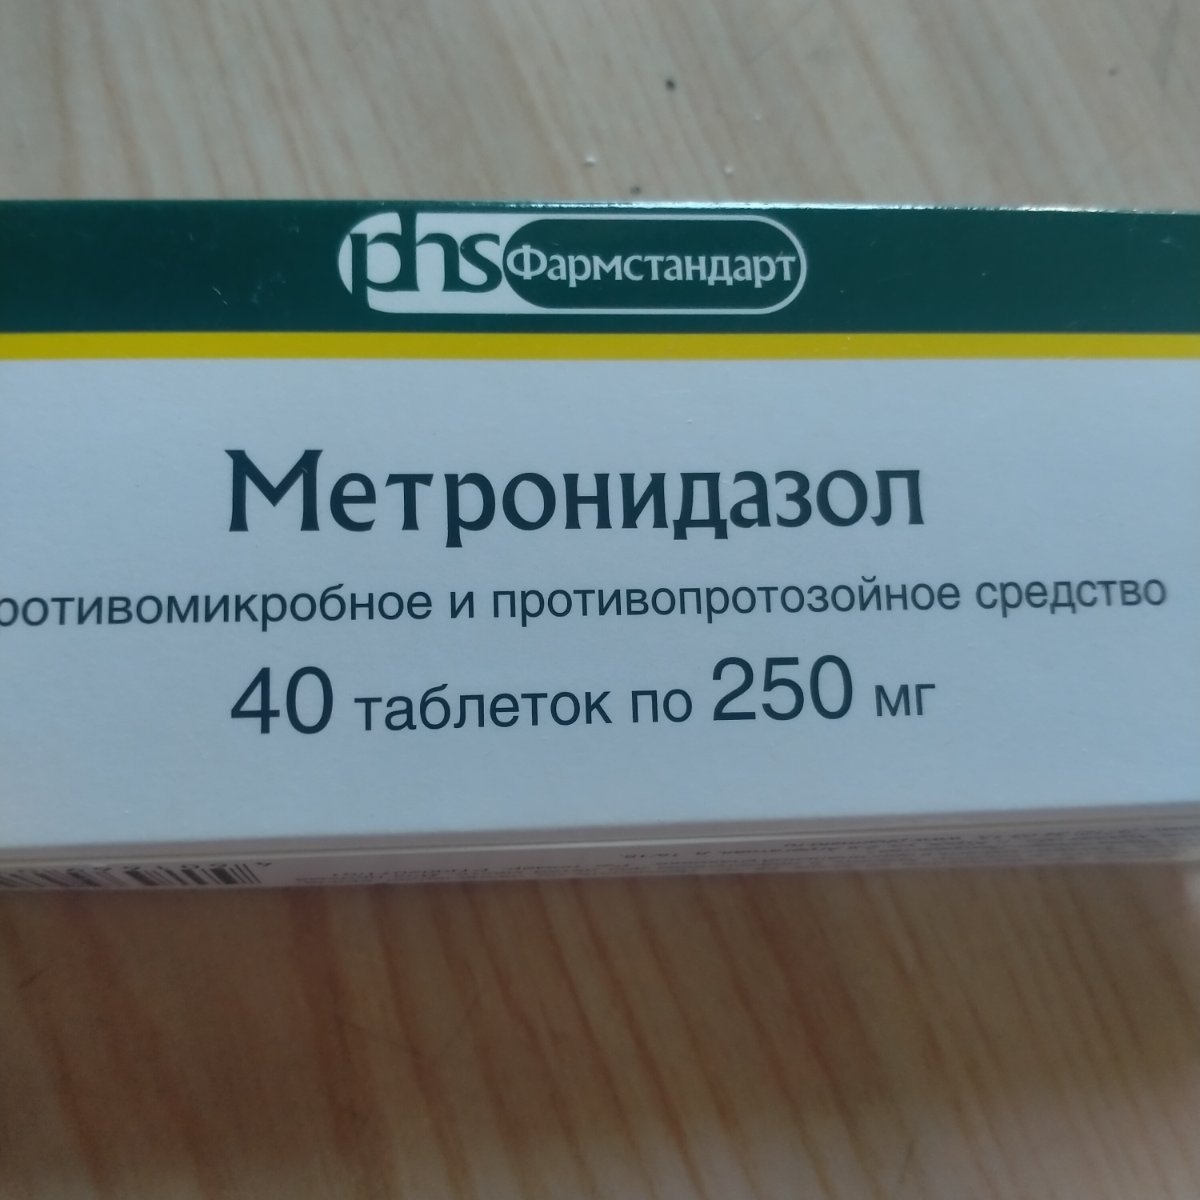 phs Фармстандарт
Метронидазол
ротивомикробное и противопротозойное средство
40 таблеток по 250 мг